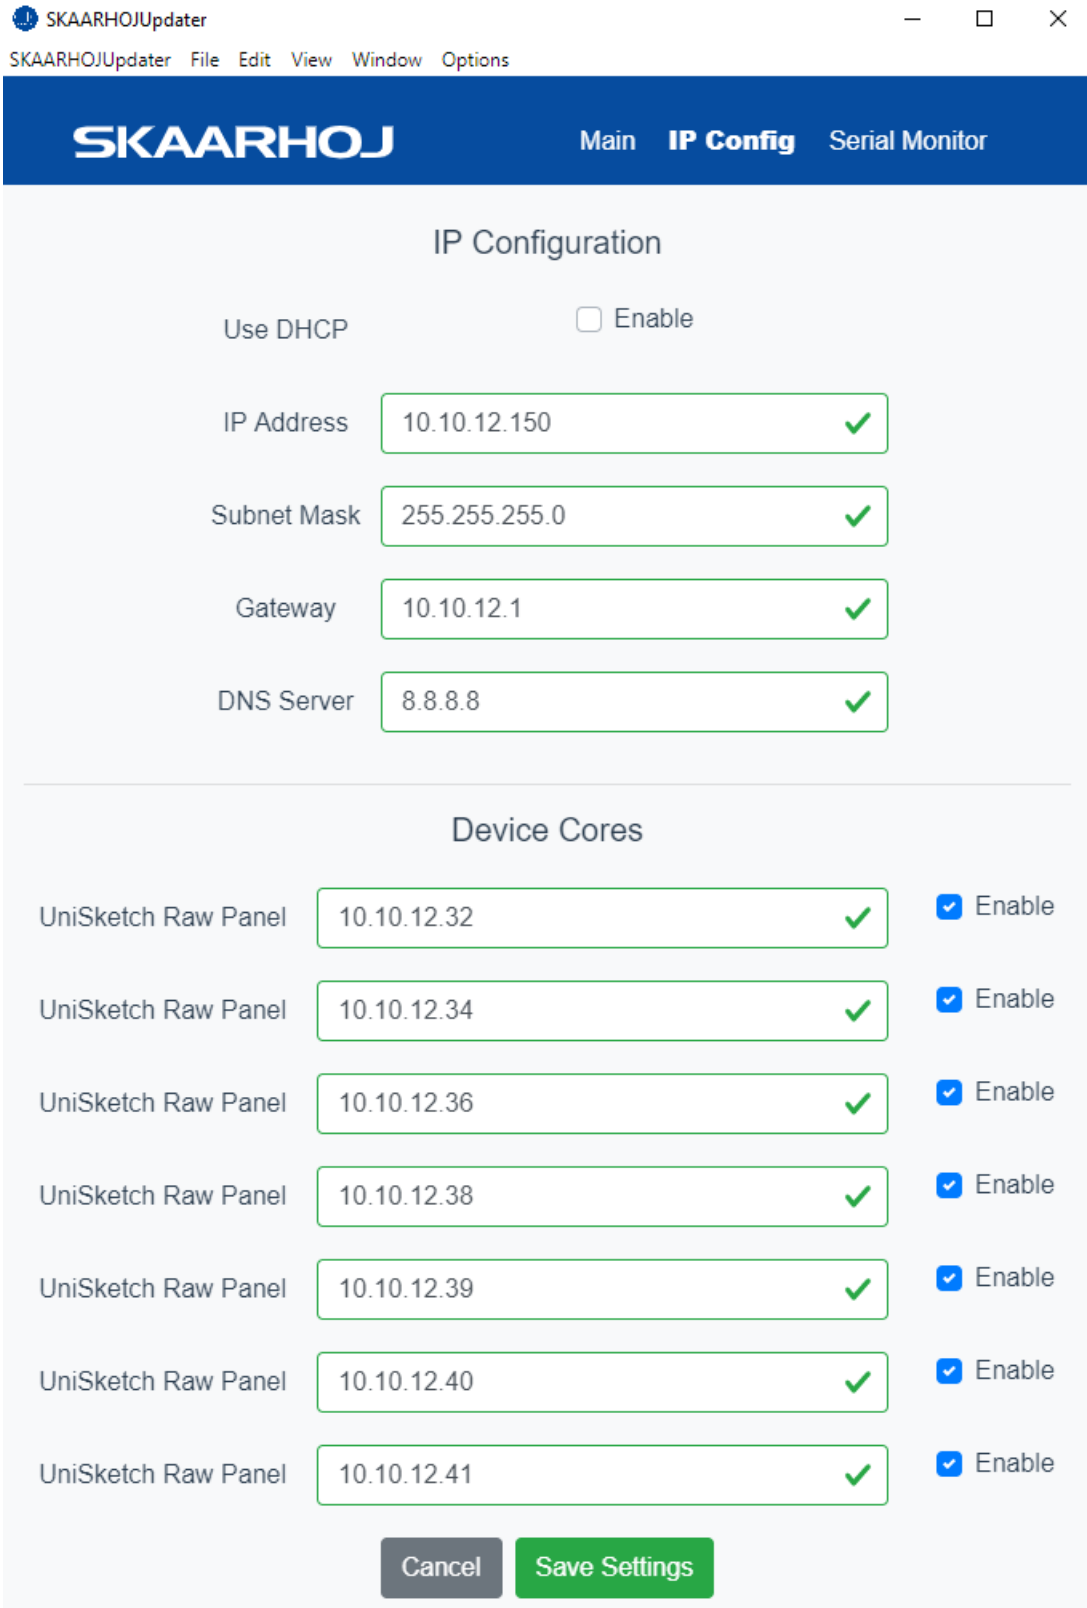 SKAARHOJUpdater
SKAARHOJUpdater File Edit View Window Options
SKAARHOJ Main IP Config Serial Monitor
IP Configuration
Use DHCP Enable
IP Address 10.10.12.150
Subnet Mask 255.255.255.0
Gateway 10.10.12.1
DNS Server 8.8.8.8
Device Cores
UniSketch Raw Panel 10.10.12.32 Enable
UniSketch Raw Panel 10.10.12.34 Enable
UniSketch Raw Panel 10.10.12.36 Enable
UniSketch Raw Panel 10.10.12.38 Enable
UniSketch Raw Panel 10.10.12.39 Enable
UniSketch Raw Panel 10.10.12.40 Enable
UniSketch Raw Panel 10.10.12.41 Enable
Cancel Save Settings